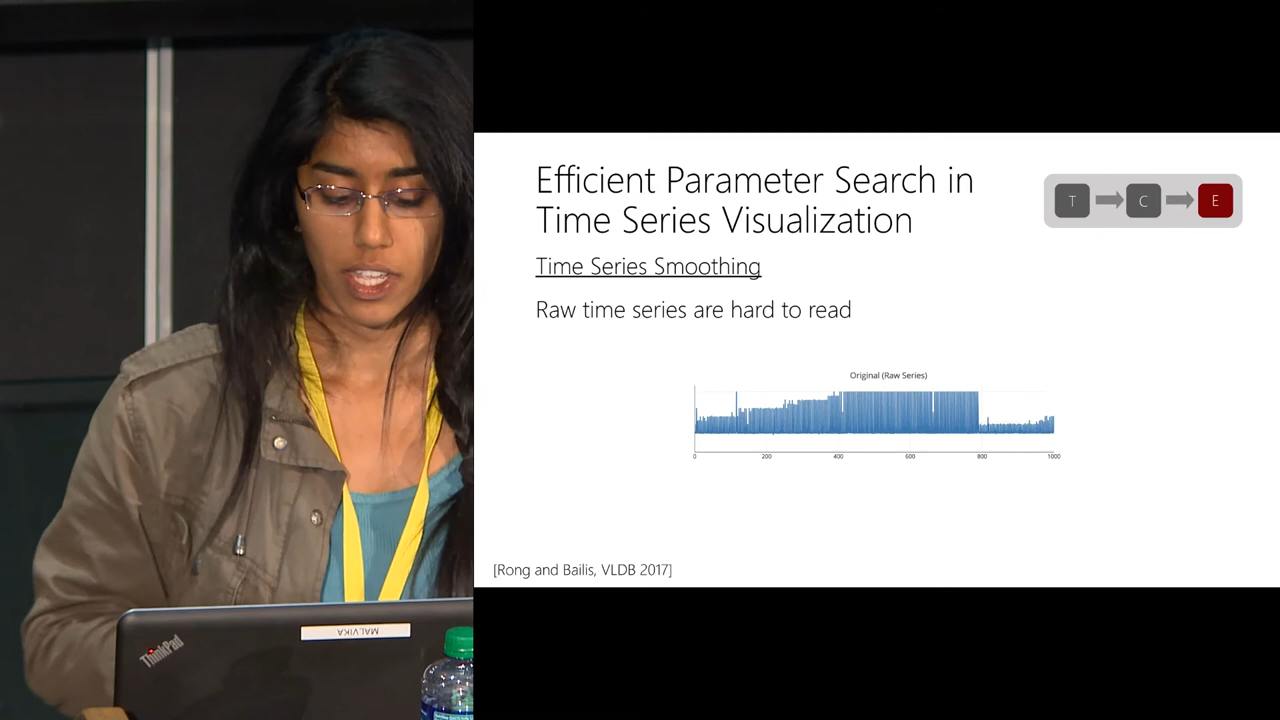 Efficient Parameter Search in
Time Series Visualization
T
C
E
Time Series Smoothing
Raw time series are hard to read
Original (Raw Series)
0
200
400
600
800
1000
[Rong and Bailis, VLDB 2017]
MALVIKA
ThinkPad